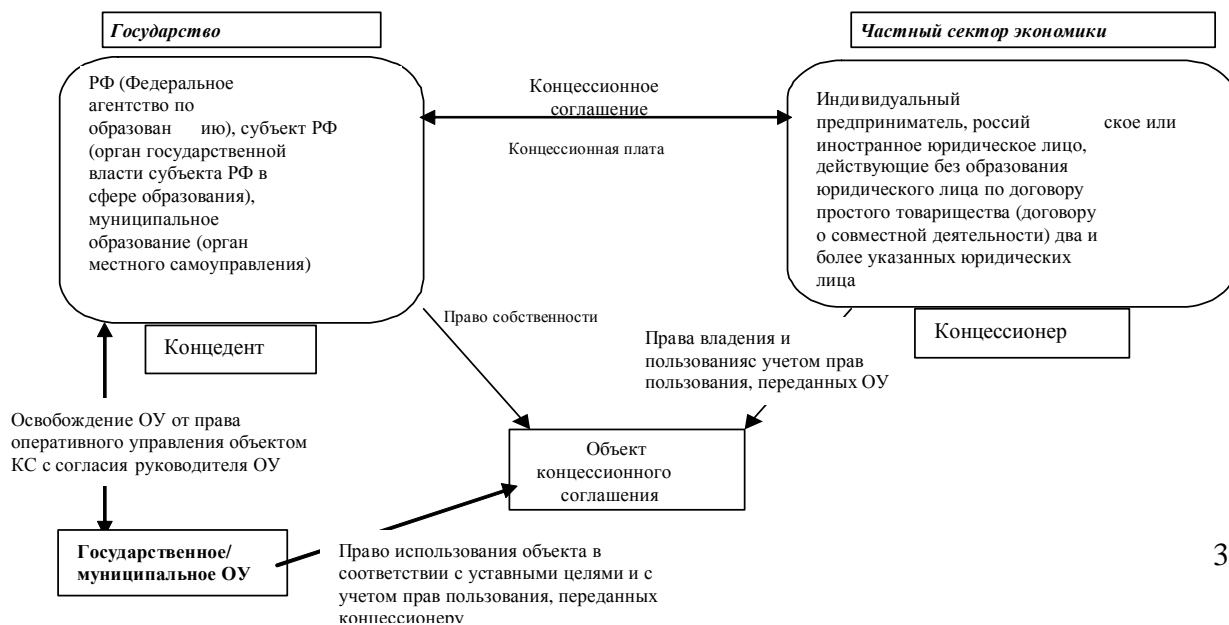 Государство
Частный сектор экономики
РФ (Федеральное
агентство по
образован ию), субъект РФ
(орган государственной
власти субъекта РФ в
сфере образования),
муниципальное
образование (орган
местного самоуправления)
Концессионное
соглашение
Концессионная плата
Индивидуальный
предприниматель, россий ское или
иностранное юридическое лицо,
действующие без образования
юридического лица по договору
простого товарищества (договору
о совместной деятельности) два и
более указанных юридических
лица
Концедент
Право собственности
Права владения и
пользованияс учетом прав
пользования, переданных ОУ
Концессионер
Освобождение ОУ от права
оперативного управления объектом
КС с согласия руководителя ОУ
Объект
концессионного
соглашения
Государственное/
муниципальное ОУ
Право использования объекта в
соответствии с уставными целями и с
учетом прав пользования, переданных
концессионеру
3